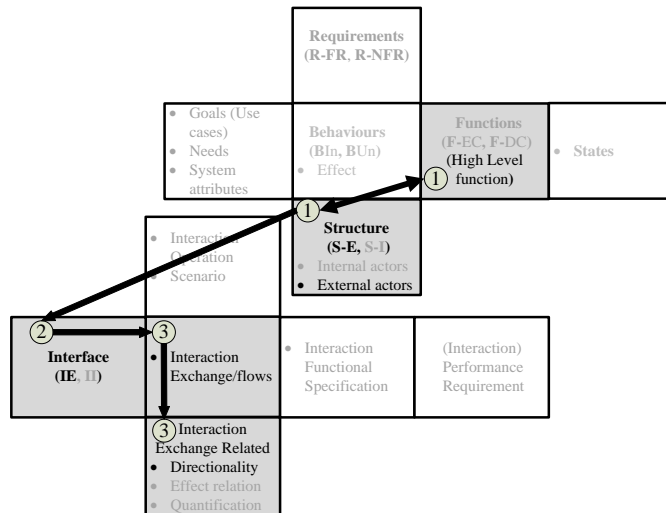 Requirements
(R-FR, R-NFR)
• Goals (Use
cases)
• Needs
• System
attributes
Behaviours
(BIn, BUn)
• Effect
Functions
(F-EC, F-DC)
(High Level
function)
1
• States
1
Structure
(S-E, S-I)
• Internal actors
• External actors
• Interaction
Operation
• Scenario
2
Interface
(IE, II)
3
• Interaction
Exchange/flows
• Interaction
Functional
Specification
(Interaction)
Performance
Requirement
3
Interaction
Exchange Related
• Directionality
• Effect relation
• Quantification